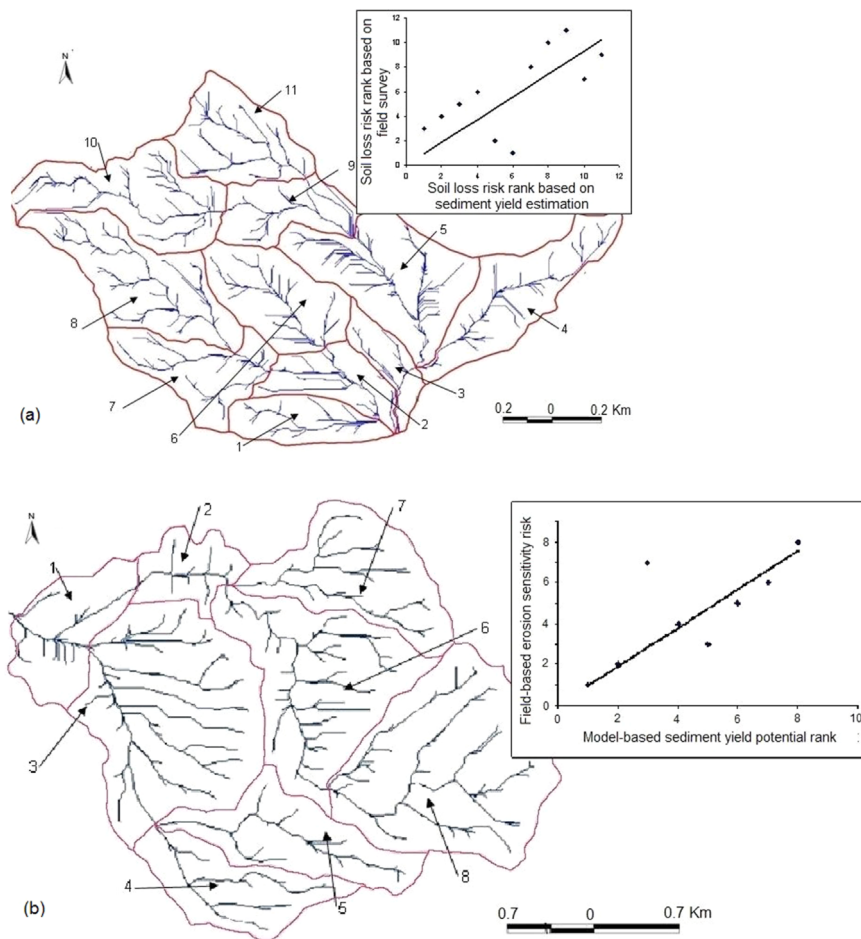 N
11
10
9
5
8
4
7
6
3
2
1
(a)
0.2 0 0.2 Km
Soil loss risk rank based on
field survey
12
10
8
6
4
2
0
0 2 4 6 8 10 12
Soil loss risk rank based on
sediment yield estimation
N
2
7
1
6
3
4
5
8
(b)
0.7 0 0.7 Km
Field-based erosion sensitivity risk
8
6
4
2
0
0 2 4 6 8 10
Model-based sediment yield potential rank